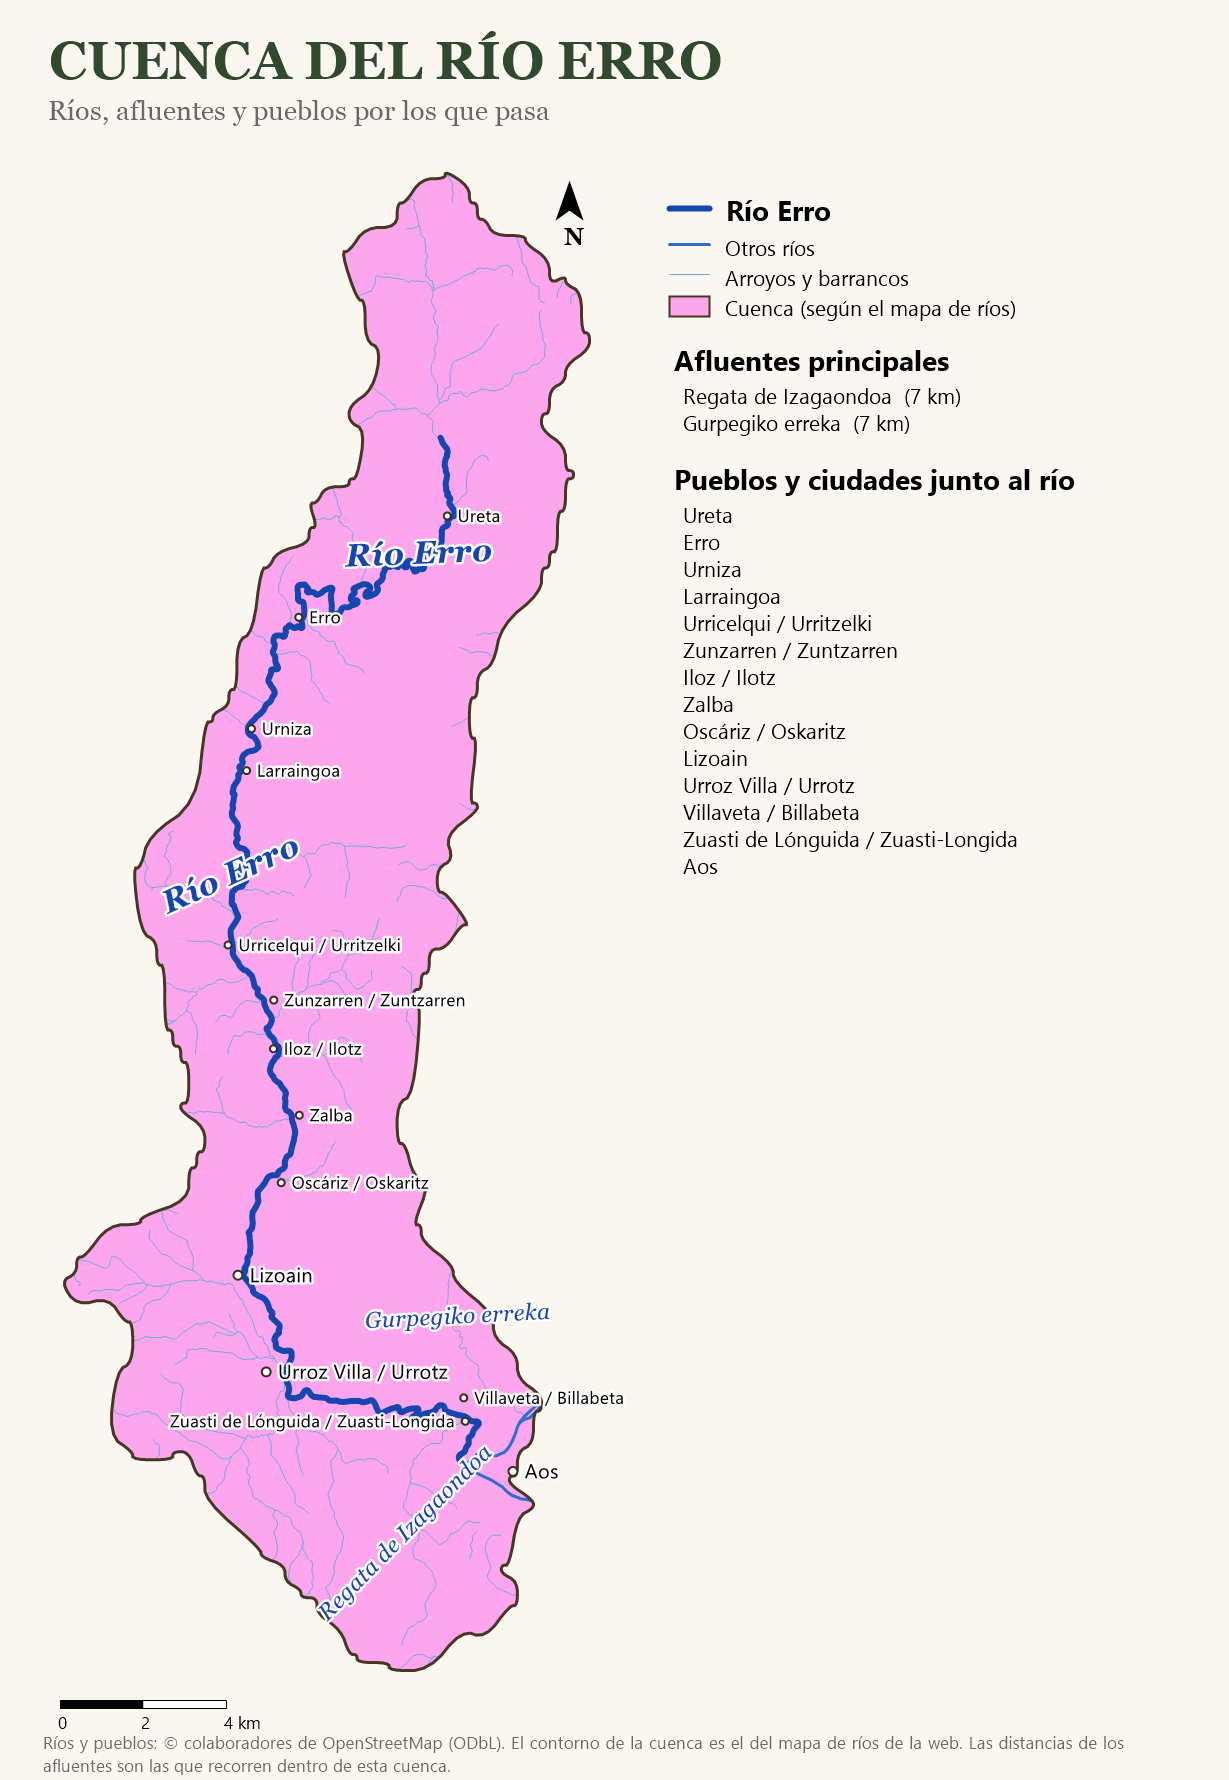 CUENCA DEL RÍO ERRO
Ríos, afluentes y pueblos por los que pasa
N
Río Erro
Otros ríos
Arroyos y barrancos
Cuenca (según el mapa de ríos)
Afluentes principales
Regata de Izagaondoa (7 km)
Gurpegiko erreka (7 km)
Pueblos y ciudades junto al río
Ureta
Erro
Urniza
Larraingoa
Urricelqui / Urritzelki
Zunzarren / Zuntzarren
Iloz / Ilotz
Zalba
Oscáriz / Oskaritz
Lizoain
Urroz Villa / Urrotz
Villaveta / Billabeta
Zuasti de Lónguida / Zuasti-Longida
Aos
Ureta
Río Erro
Erro
Urniza
Larraingoa
Río Erro
Urricelqui / Urritzelki
Zunzarren / Zuntzarren
Iloz / Ilotz
Zalba
Oscáriz / Oskaritz
Lizoain
Gurpegiko erreka
Urroz Villa / Urrotz
Villaveta / Billabeta
Zuasti de Lónguida / Zuasti-Longida
Aos
Regata de Izagaondoa
0 2 4 km
Ríos y pueblos: © colaboradores de OpenStreetMap (ODbL). El contorno de la cuenca es el del mapa de ríos de la web. Las distancias de los
afluentes son las que recorren dentro de esta cuenca.